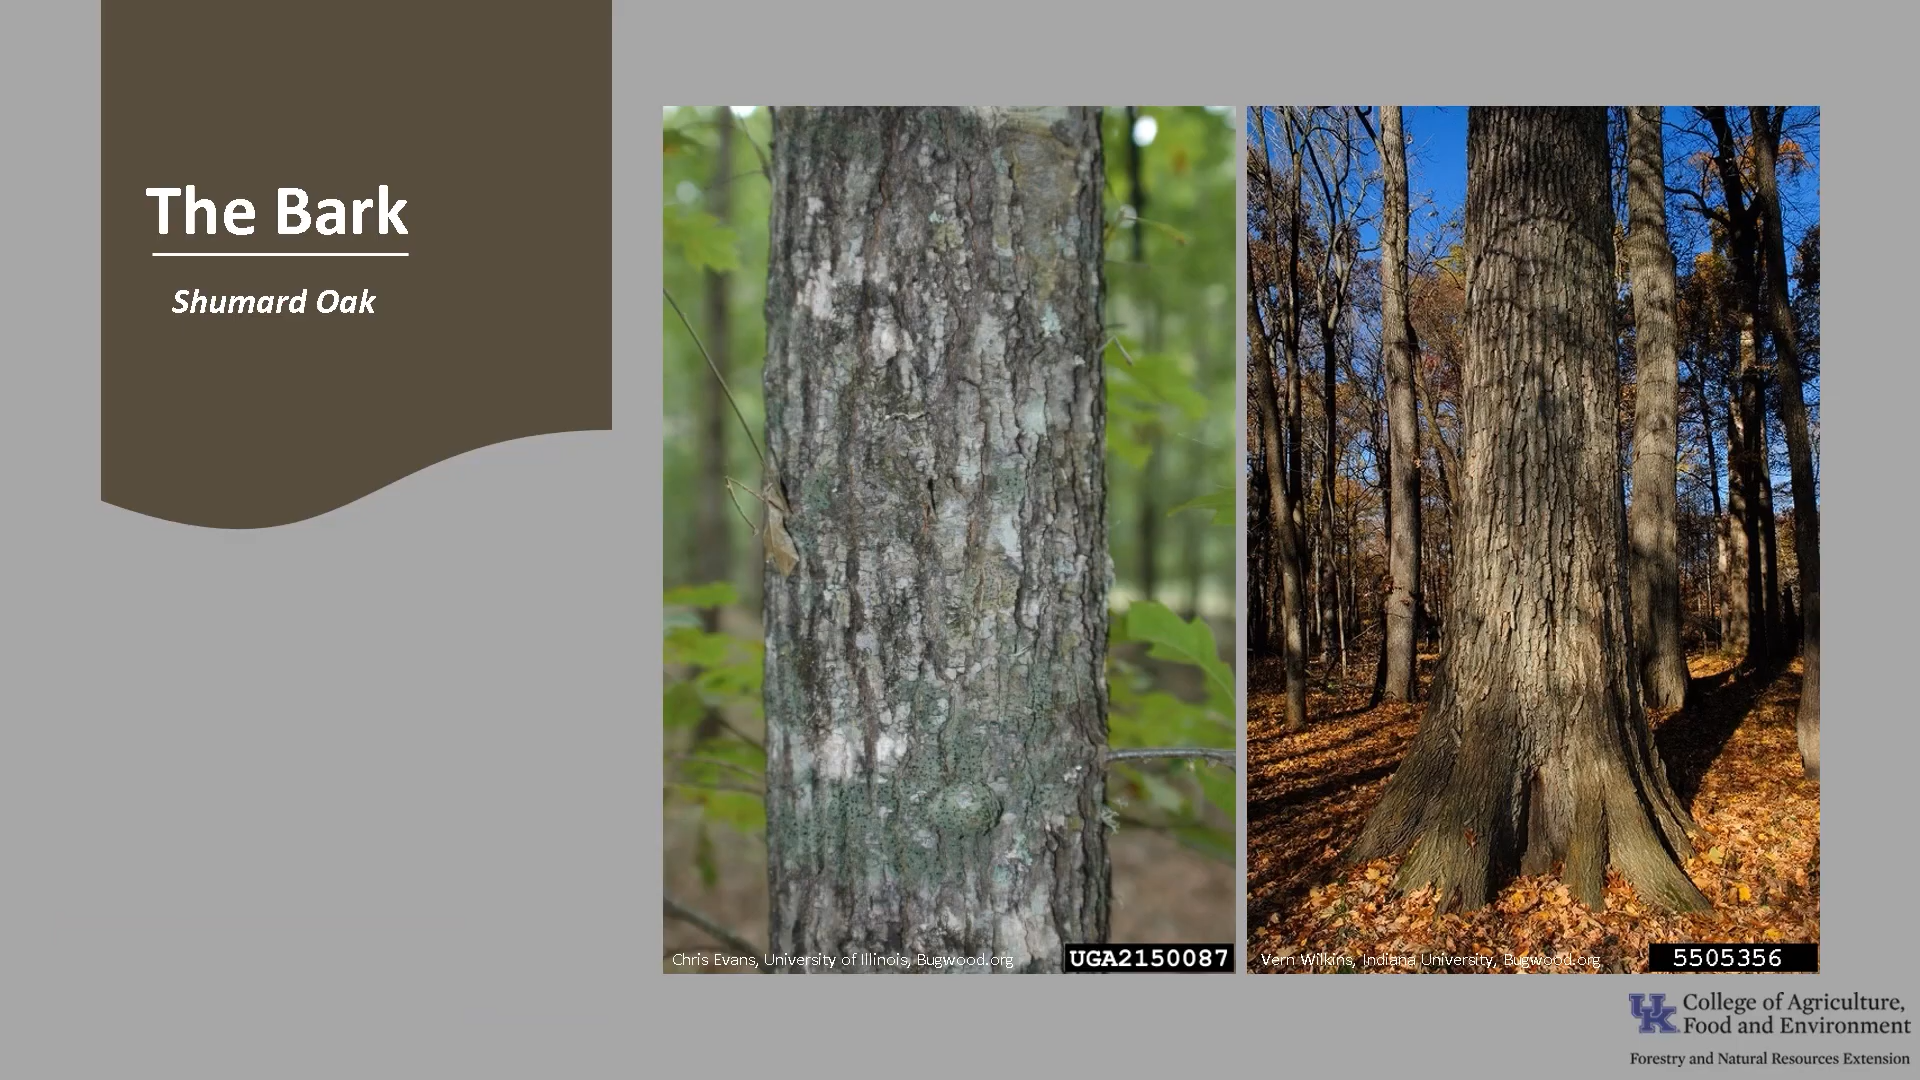 The Bark
Shumard Oak
Chris Evans, University of Illinois, Bugwood.org
UGA2150087
Vern Wilkins, Indiana University, Bugwood.org
5505356
UK
College of Agriculture,
Food and Environment
Forestry and Natural Resources Extension